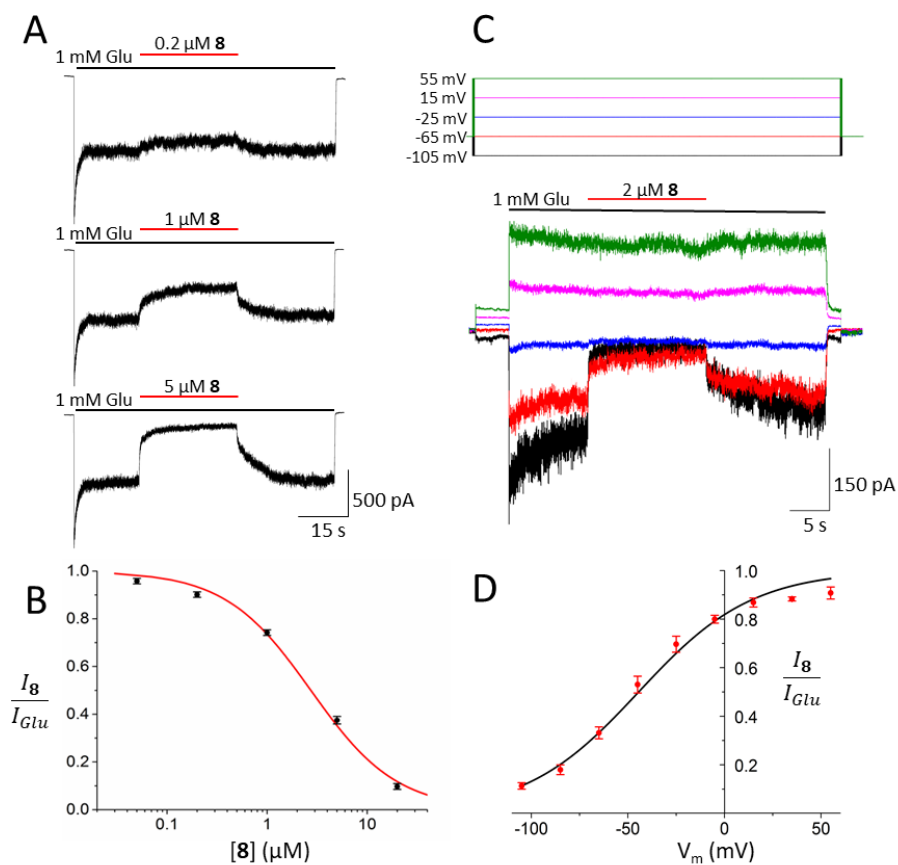 A
0.2 µM 8
1 mM Glu
1 µM 8
1 mM Glu
5 µM 8
1 mM Glu
500 pA
15 s
C
55 mV
15 mV
-25 mV
-65 mV
-105 mV
2 µM 8
1 mM Glu
150 pA
5 s
B
1.0
0.8
0.6
0.4
0.2
0.0
I8
IGlu
0.1
1
10
[8] (µM)
D
1.0
0.8
0.6
0.4
0.2
I8
IGlu
-100
-50
0
50
Vm (mV)